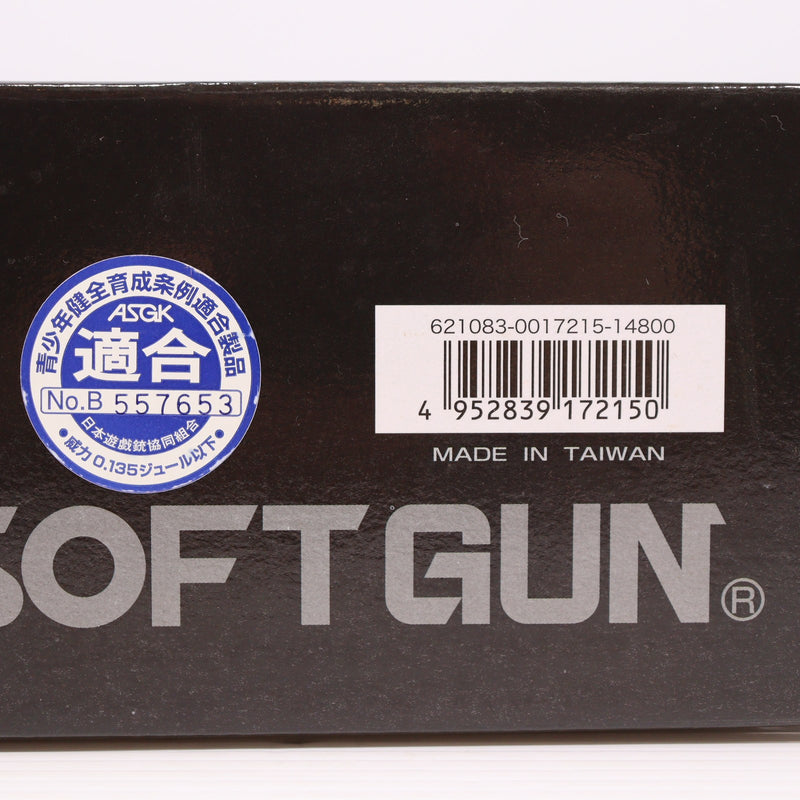 青少年健全育成条例適合製品
ASGK
適合
No.B 557653
日本遊戯銃協同組合
・威力0.135ジュール以下・
621083-0017215-14800
4 952839 172150
MADE IN TAIWAN
SOFTGUN®